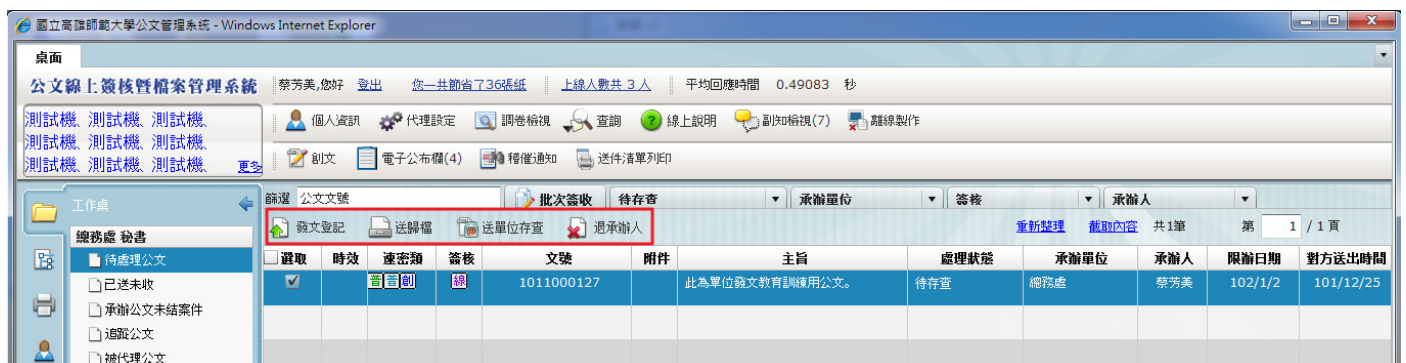 國立高雄師範大學公文管理系統 - Windows Internet Explorer
桌面
公文線上簽核暨檔案管理系統 蔡芳美,您好 登出 您一共節省了36張紙 上線人數共 3 人 平均回應時間 0.49083 秒
測試機、測試機、測試機、
測試機、測試機、測試機、
測試機、測試機、測試機、 更多
個人資訊 代理設定 調卷檢視 查詢 線上說明 副知檢視(7) 離線製作
創文 電子公布欄(4) 稽催通知 送件清單列印
工作桌
總務處 秘書
待處理公文
已送未收
承辦公文未結案件
追蹤公文
被代理公文
篩選 公文文號 批次簽收 待存查 承辦單位 簽核 承辦人
發文登記 送歸檔 送單位存查 退承辦人 重新整理 截取內容 共1筆 第 1 / 1 頁
選取 時效 速密類 簽核 文號 附件 主旨 處理狀態 承辦單位 承辦人 限辦日期 對方送出時間
普 普 創 線 1011000127 此為單位發文教育訓練用公文。 待存查 總務處 蔡芳美 102/1/2 101/12/25